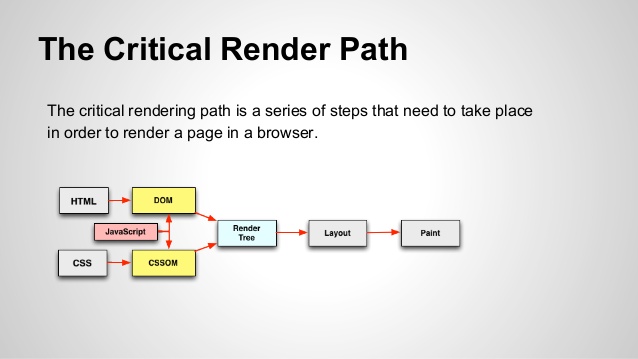 The Critical Render Path
The critical rendering path is a series of steps that need to take place
in order to render a page in a browser.
HTML
DOM
JavaScript
CSS
CSSOM
Render
Tree
Layout
Paint